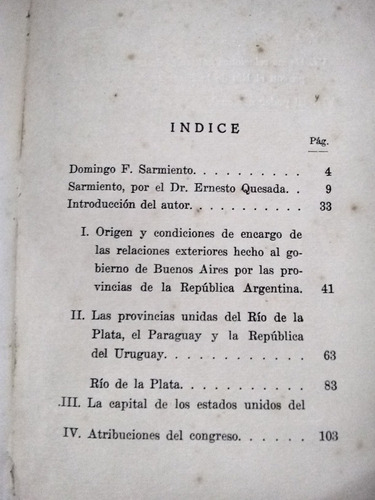 INDICE
Pág.
Domingo F. Sarmiento. . . . . . . . . . 4
Sarmiento, por el Dr. Ernesto Quesada. . 9
Introducción del autor. . . . . . . . . . 33
I. Origen y condiciones de encargo de
las relaciones exteriores hecho al go-
bierno de Buenos Aires por las pro-
vincias de la República Argentina. 41
II. Las provincias unidas del Río de la
Plata, el Paraguay y la República
del Uruguay. . . . . . . . . . . . 63
Río de la Plata. . . . . . . . . . 83
.III. La capital de los estados unidos del
IV. Atribuciones del congreso. . . . . . 103